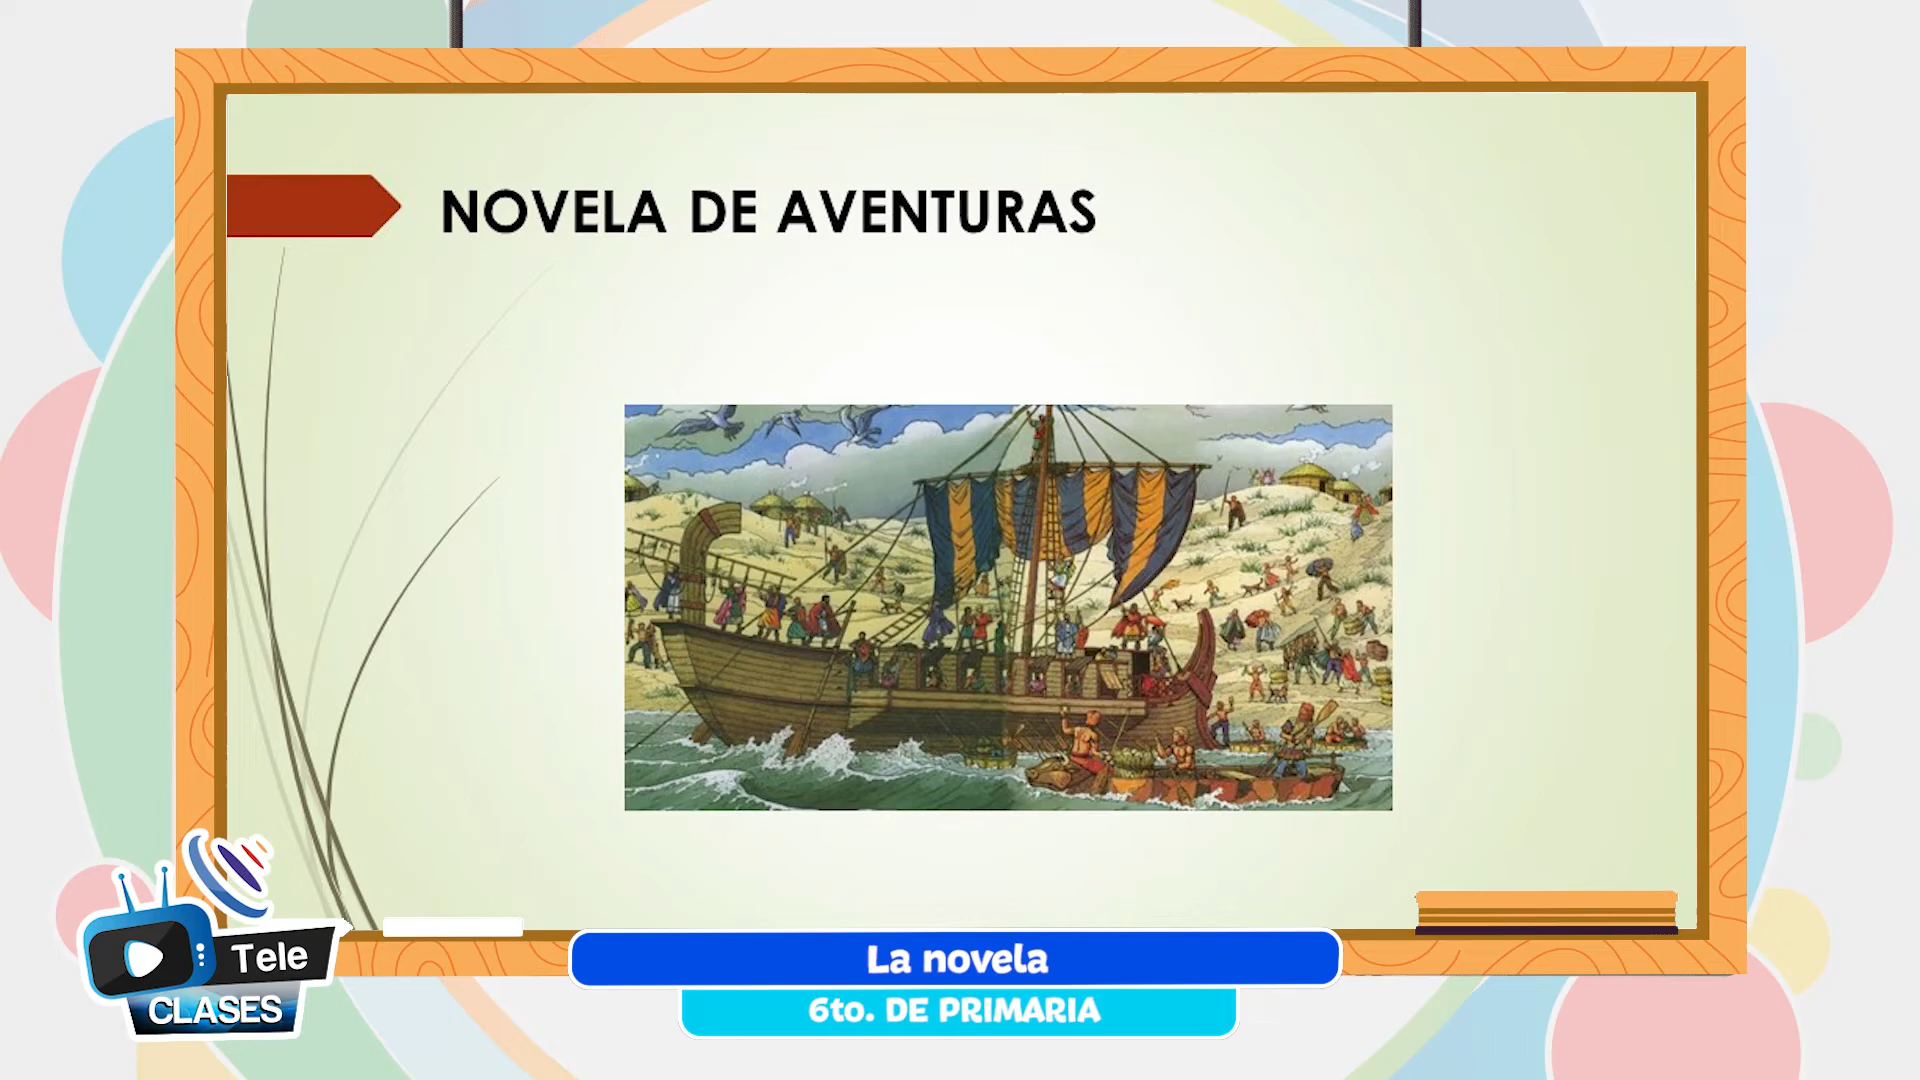 NOVELA DE AVENTURAS
Tele
CLASES
La novela
6to. DE PRIMARIA